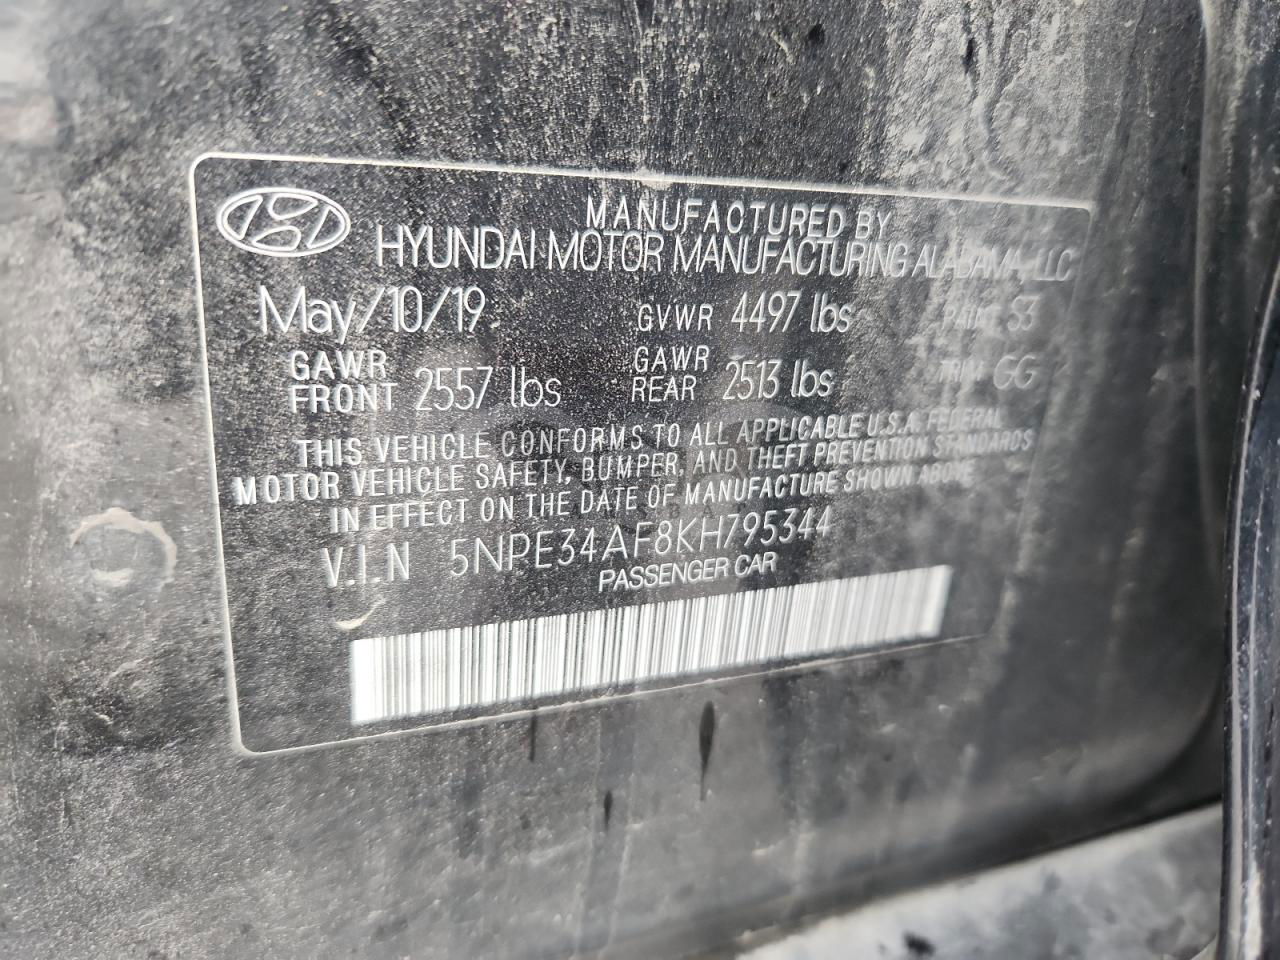 MANUFACTURED BY
HYUNDAI MOTOR MANUFACTURING ALABAMA, LLC
May/10/19 GVWR 4497 lbs PAINT S3
GAWR FRONT 2557 lbs GAWR REAR 2513 lbs TRIM GG
THIS VEHICLE CONFORMS TO ALL APPLICABLE U.S.A. FEDERAL
MOTOR VEHICLE SAFETY, BUMPER, AND THEFT PREVENTION STANDARDS
IN EFFECT ON THE DATE OF MANUFACTURE SHOWN ABOVE.
V.I.N 5NPE34AF8KH795344
PASSENGER CAR